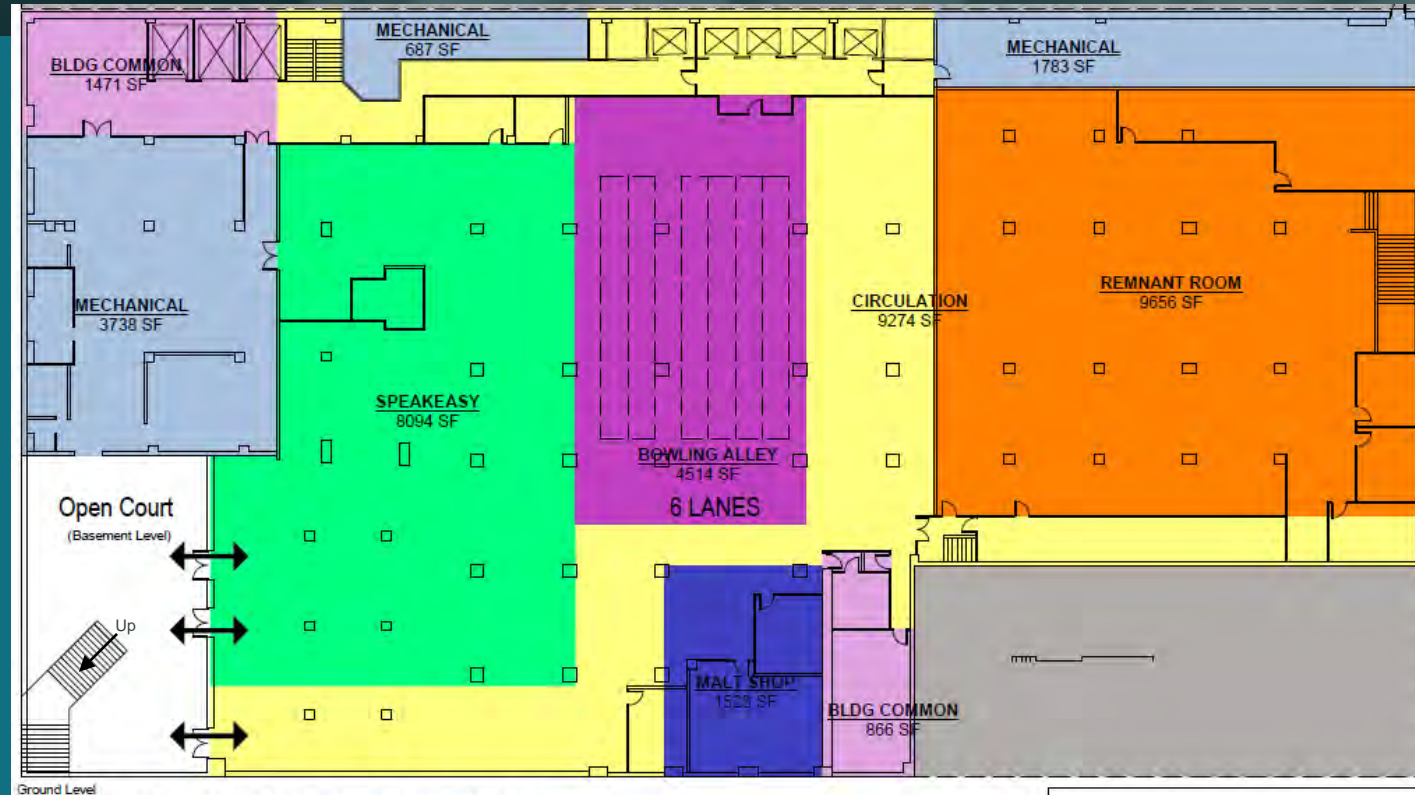 MECHANICAL
687 SF
BLDG COMMON
1471 SF
MECHANICAL
1783 SF
MECHANICAL
3738 SF
SPEAKEASY
8094 SF
BOWLING ALLEY
4514 SF
6 LANES
CIRCULATION
9274 SF
REMNANT ROOM
9656 SF
Open Court
(Basement Level)
Up
MALT SHOP
1523 SF
BLDG COMMON
866 SF
Ground Level